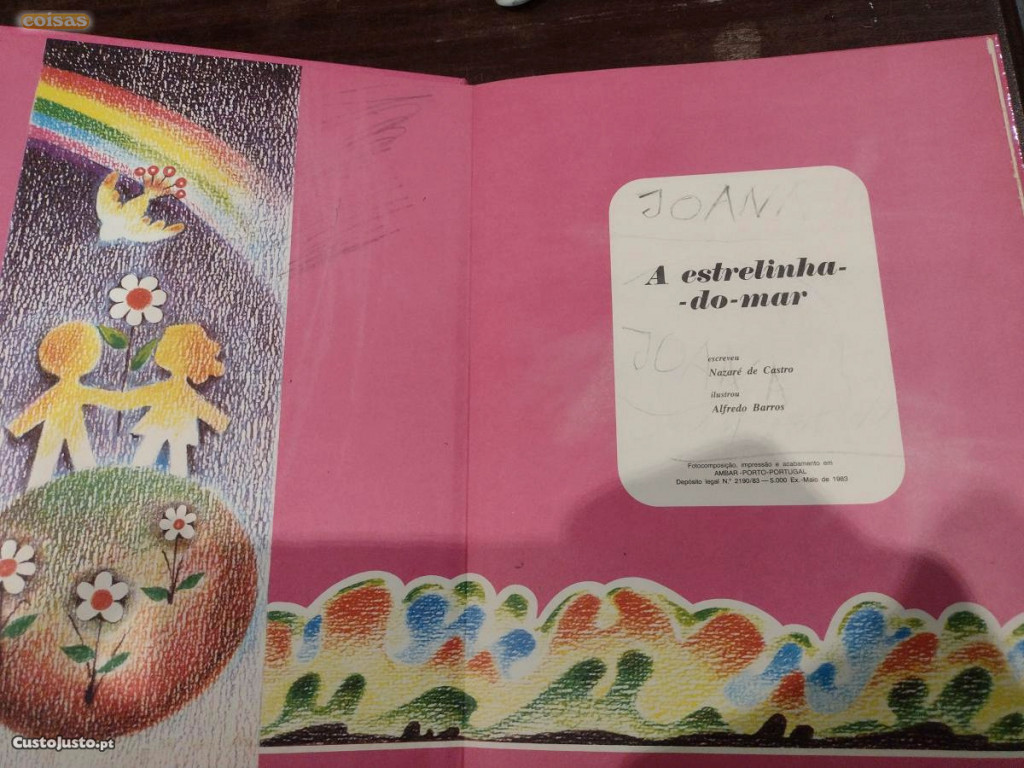 coisas
JOANA
A estrelinha-
-do-mar
JOANA
escreveu
Nazaré de Castro
ilustrou
Alfredo Barros
Fotocomposição, impressão e acabamento em
AMBAR - PORTO - PORTUGAL
Depósito legal N.º 2190/83 — 5.000 Ex. - Maio de 1983
CustoJusto.pt